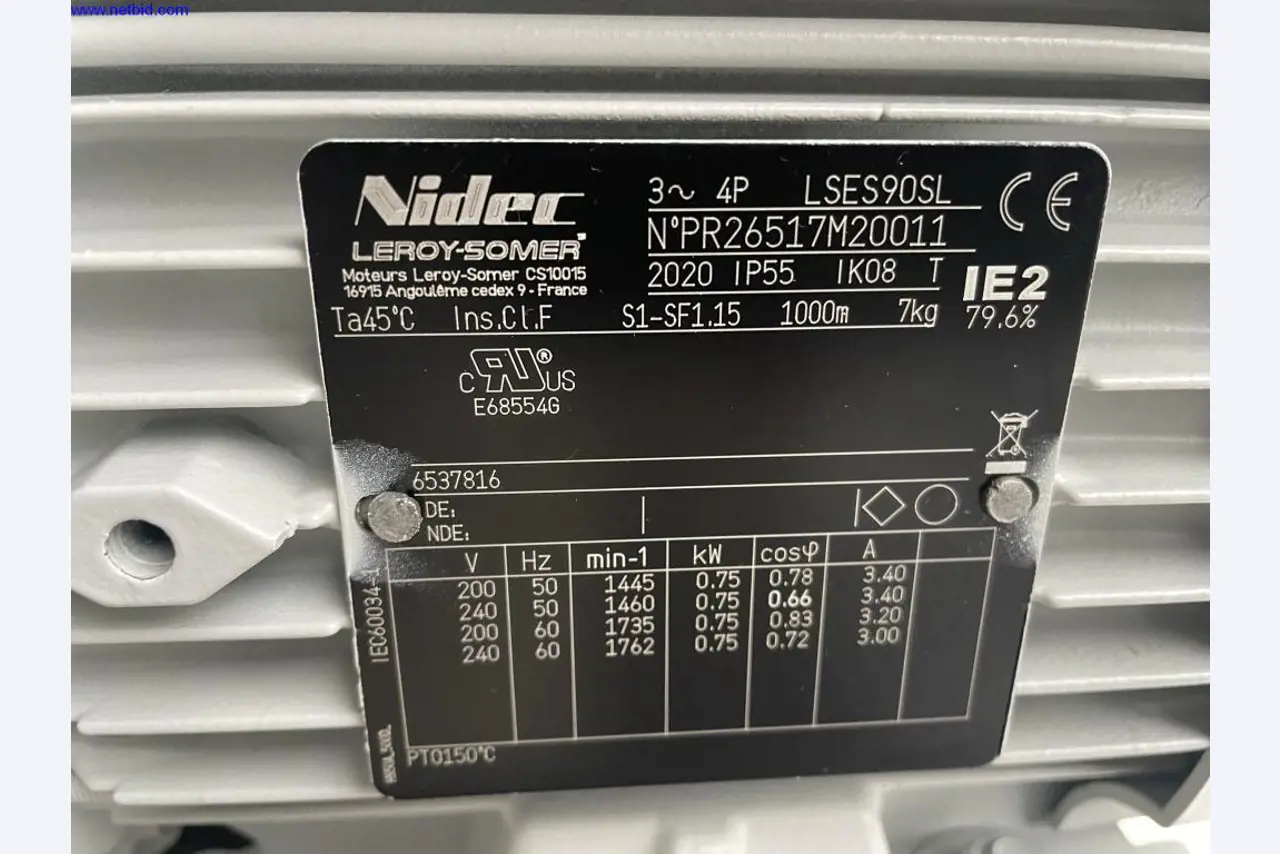 www.netbid.com
Nidec
LEROY-SOMER
Moteurs Leroy-Somer CS10015
16915 Angoulême cedex 9 - France
3~ 4P LSES90SL
N°PR26517M20011
2020 IP55 IK08 T
CE
IE2
79.6%
Ta45°C Ins.Cl.F S1-SF1.15 1000m 7kg
C RU® US
E68554G
6537816
DE:
NDE:
V Hz min-1 kW cosφ A
200 50 1445 0.75 0.78 3.40
240 50 1460 0.75 0.66 3.40
200 60 1735 0.75 0.83 3.20
240 60 1762 0.75 0.72 3.00
IEC60034-1
PTO150°C